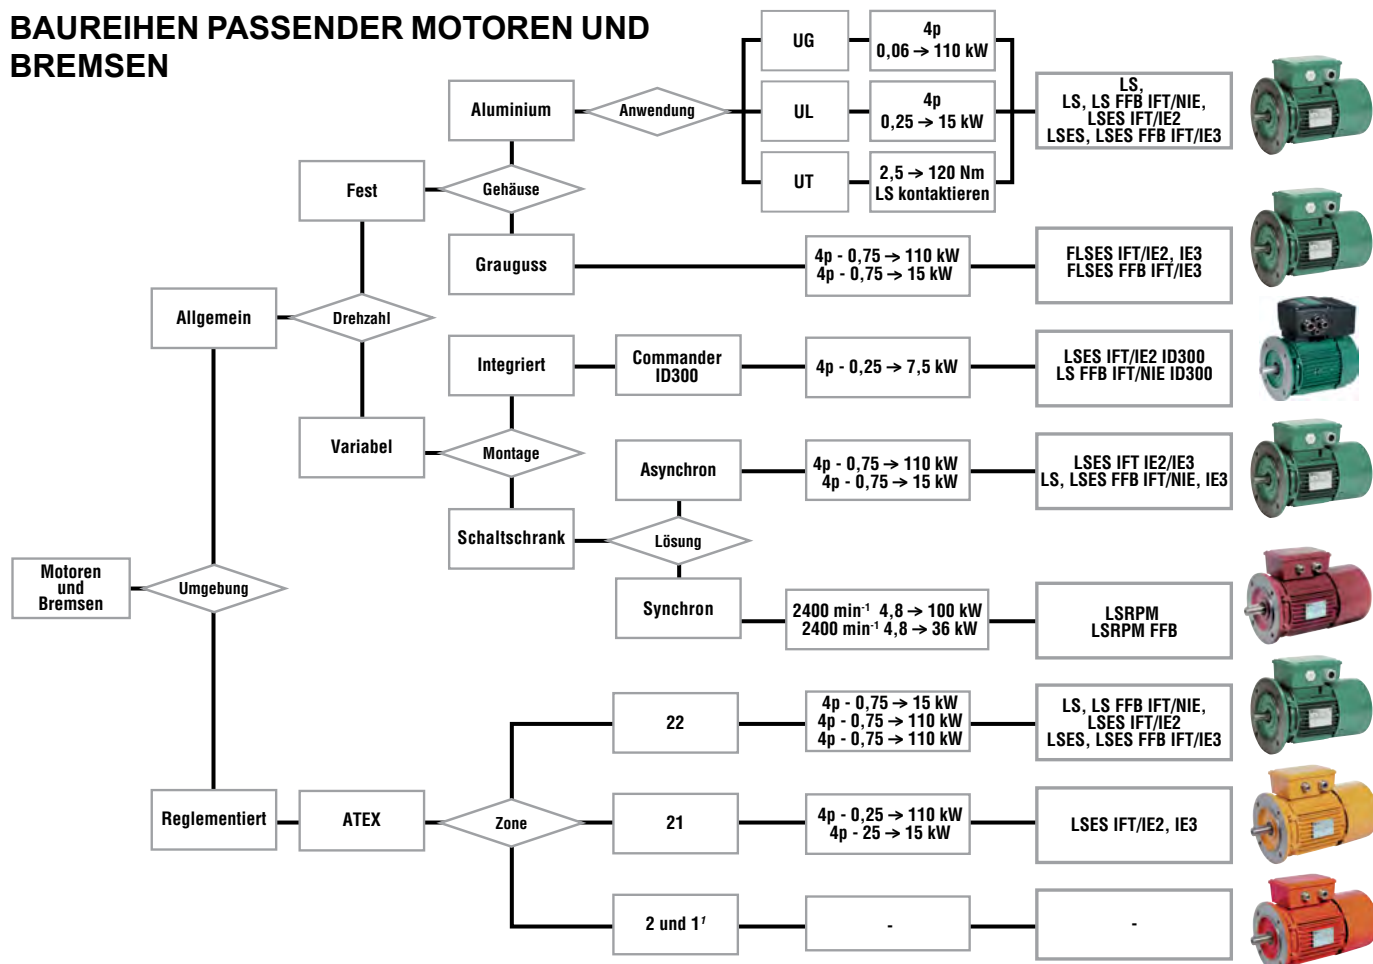 BAUREIHEN PASSENDER MOTOREN UND
BREMSEN
UG
4p
0,06 → 110 kW
Aluminium
Anwendung
UL
4p
0,25 → 15 kW
LS,
LS, LS FFB IFT/NIE,
LSES IFT/IE2
LSES, LSES FFB IFT/IE3
UT
2,5 → 120 Nm
LS kontaktieren
Fest
Gehäuse
Grauguss
4p - 0,75 → 110 kW
4p - 0,75 → 15 kW
FLSES IFT/IE2, IE3
FLSES FFB IFT/IE3
Allgemein
Drehzahl
Integriert
Commander
ID300
4p - 0,25 → 7,5 kW
LSES IFT/IE2 ID300
LS FFB IFT/NIE ID300
Variabel
Montage
Asynchron
4p - 0,75 → 110 kW
4p - 0,75 → 15 kW
LSES IFT IE2/IE3
LS, LSES FFB IFT/NIE, IE3
Schaltschrank
Lösung
Motoren
und
Bremsen
Umgebung
Synchron
2400 min⁻¹ 4,8 → 100 kW
2400 min⁻¹ 4,8 → 36 kW
LSRPM
LSRPM FFB
22
4p - 0,75 → 15 kW
4p - 0,75 → 110 kW
4p - 0,75 → 110 kW
LS, LS FFB IFT/NIE,
LSES IFT/IE2
LSES, LSES FFB IFT/IE3
Reglementiert
ATEX
Zone
21
4p - 0,25 → 110 kW
4p - 25 → 15 kW
LSES IFT/IE2, IE3
2 und 1¹
-
-